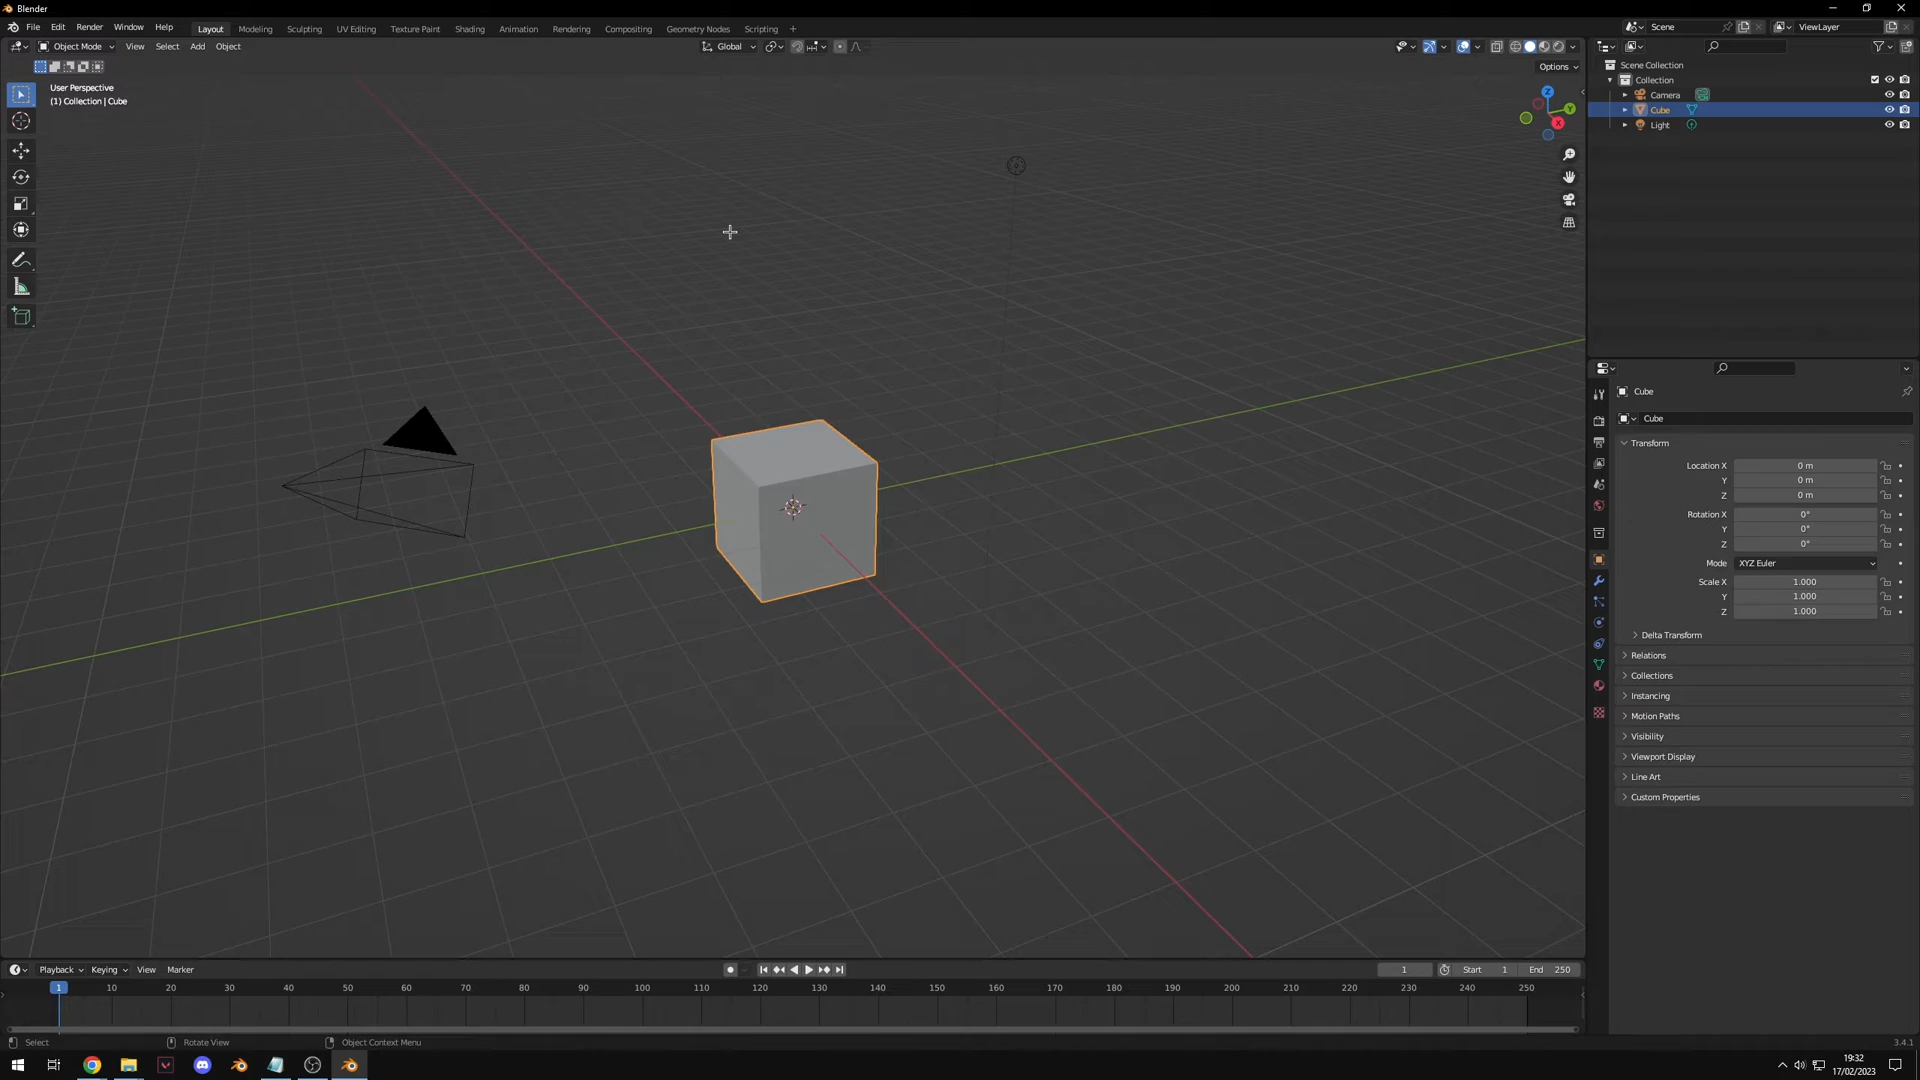 Blender
File Edit Render Window Help Layout Modeling Sculpting UV Editing Texture Paint Shading Animation Rendering Compositing Geometry Nodes Scripting + Scene ViewLayer
Object Mode View Select Add Object Global
Options
User Perspective
(1) Collection | Cube
Z
Y
X
Scene Collection
Collection
Camera
Cube
Light
Cube
Cube
Transform
Location X 0 m
Y 0 m
Z 0 m
Rotation X 0°
Y 0°
Z 0°
Mode XYZ Euler
Scale X 1.000
Y 1.000
Z 1.000
Delta Transform
Relations
Collections
Instancing
Motion Paths
Visibility
Viewport Display
Line Art
Custom Properties
Playback Keying View Marker 1 Start 1 End 250
1 10 20 30 40 50 60 70 80 90 100 110 120 130 140 150 160 170 180 190 200 210 220 230 240 250
Select Rotate View Object Context Menu 3.4.1
19:32
17/02/2023